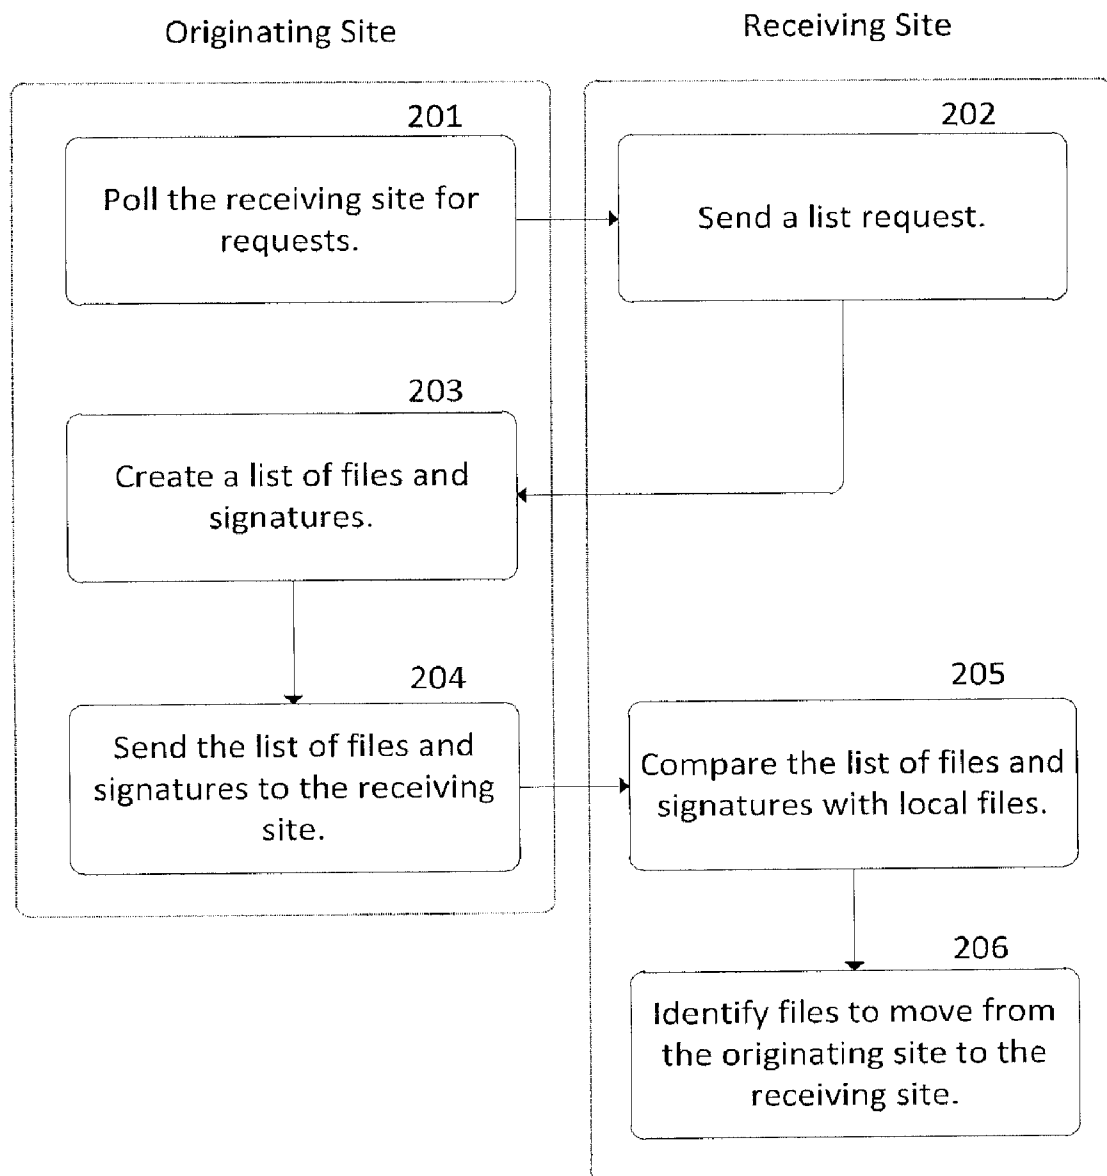 Originating Site
Receiving Site
201
Poll the receiving site for
requests.
202
Send a list request.
203
Create a list of files and
signatures.
204
Send the list of files and
signatures to the receiving
site.
205
Compare the list of files and
signatures with local files.
206
Identify files to move from
the originating site to the
receiving site.